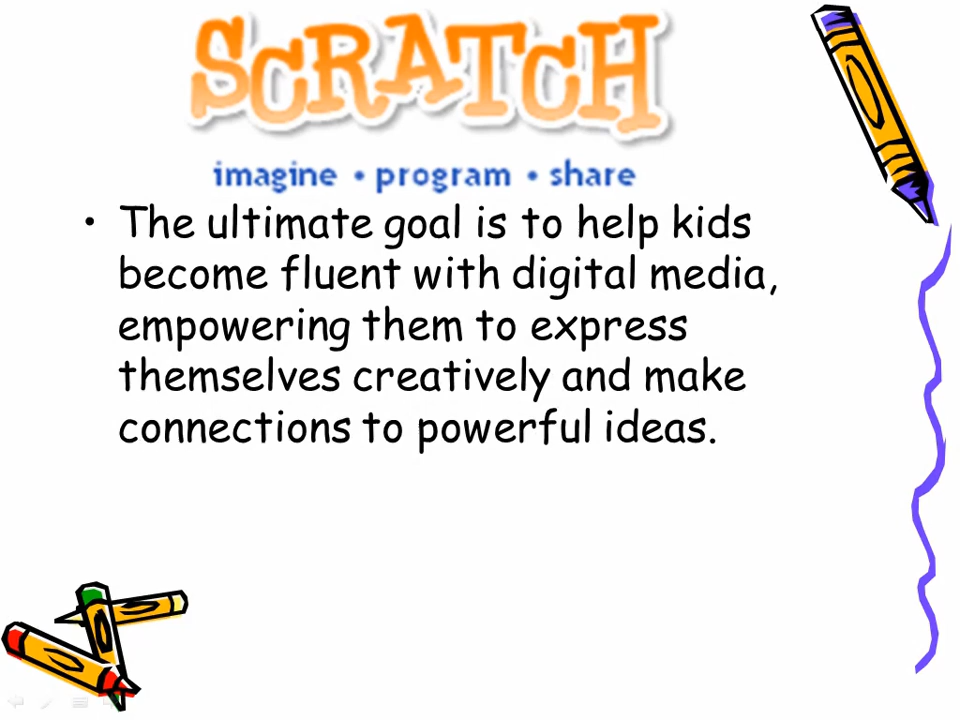 SCRATCH
imagine • program • share
• The ultimate goal is to help kids
become fluent with digital media,
empowering them to express
themselves creatively and make
connections to powerful ideas.